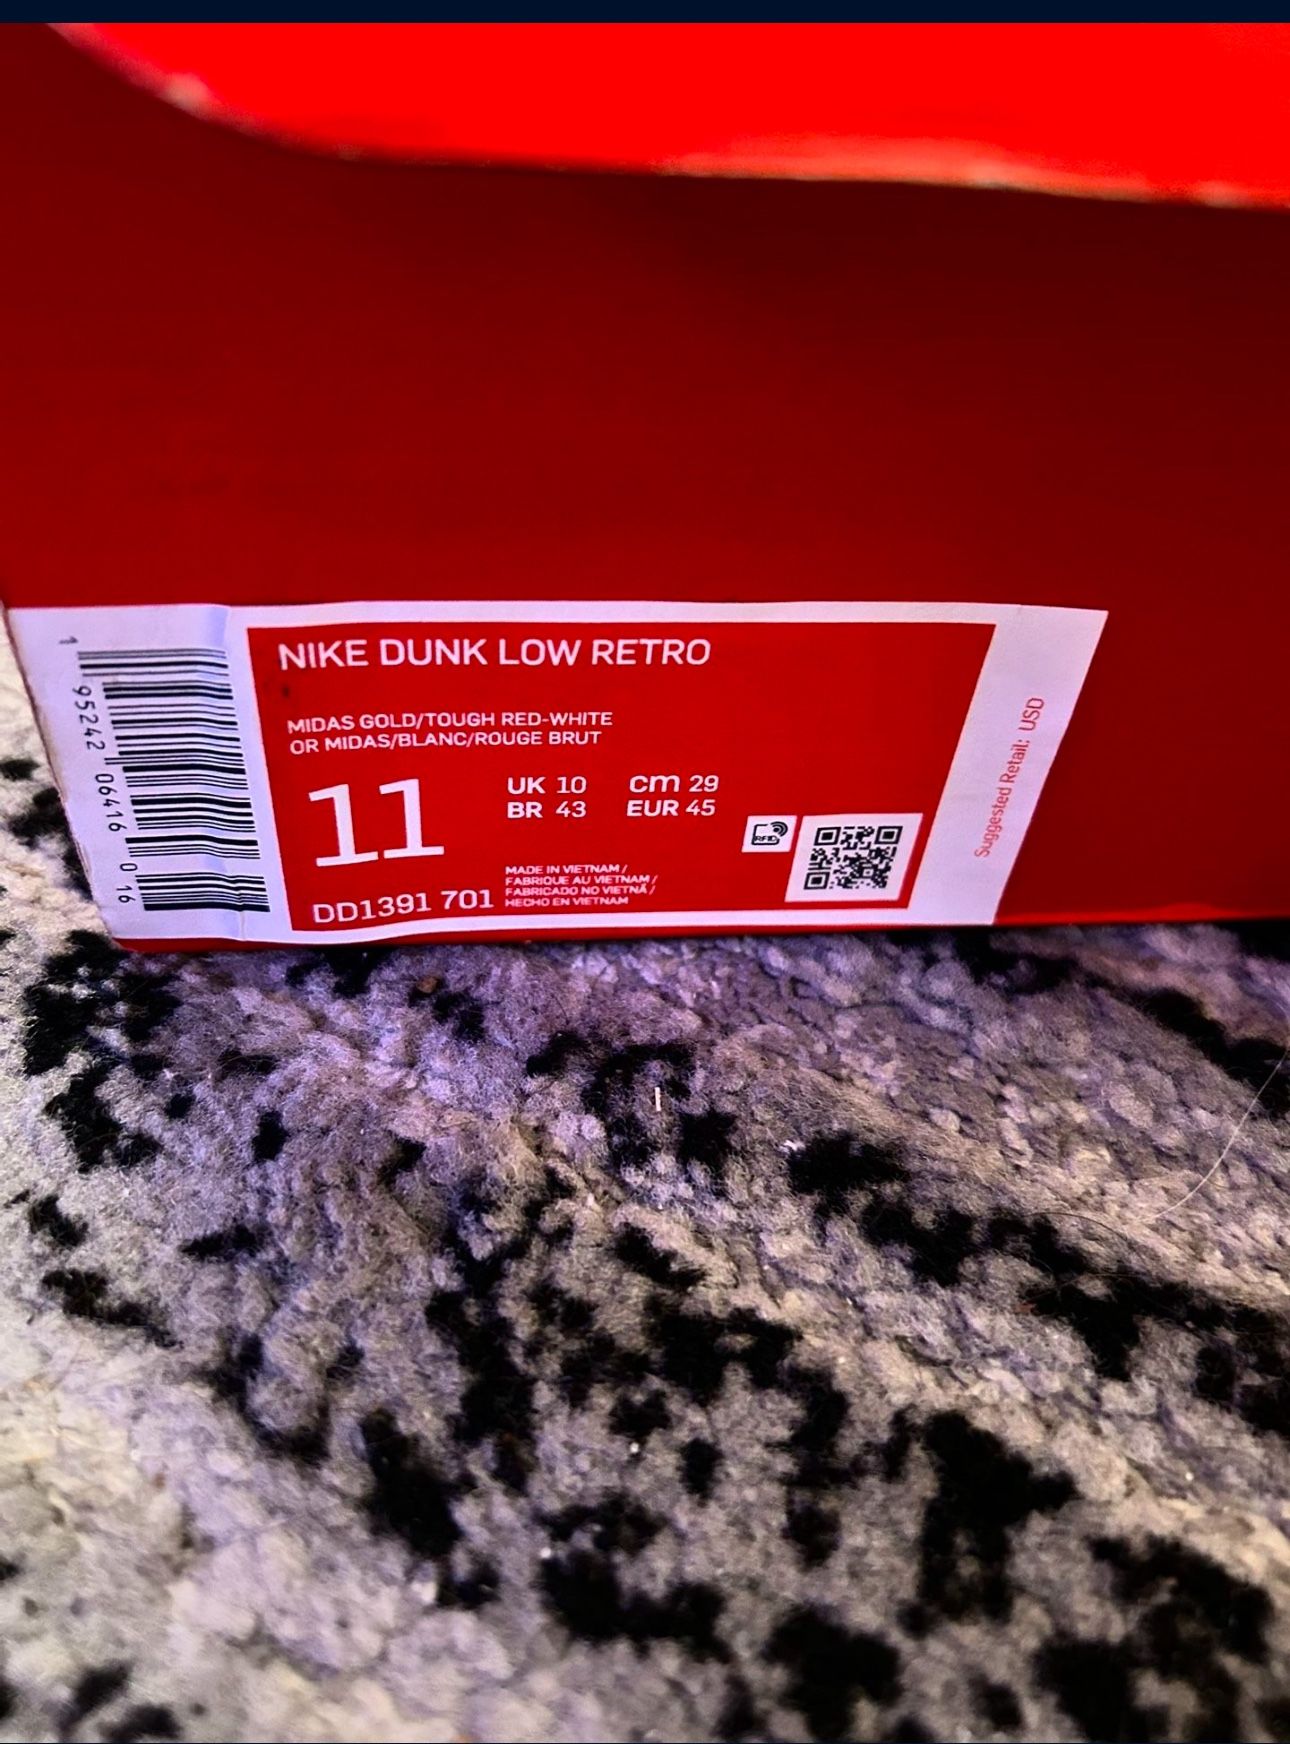 NIKE DUNK LOW RETRO
MIDAS GOLD/TOUGH RED-WHITE
OR MIDAS/BLANC/ROUGE BRUT
11
UK 10 cm 29
BR 43 EUR 45
MADE IN VIETNAM /
FABRIQUE AU VIETNAM /
FABRICADO NO VIETNÃ /
HECHO EN VIETNAM
DD1391 701
RFID
Suggested Retail: USD
1 95242 06416 0 16